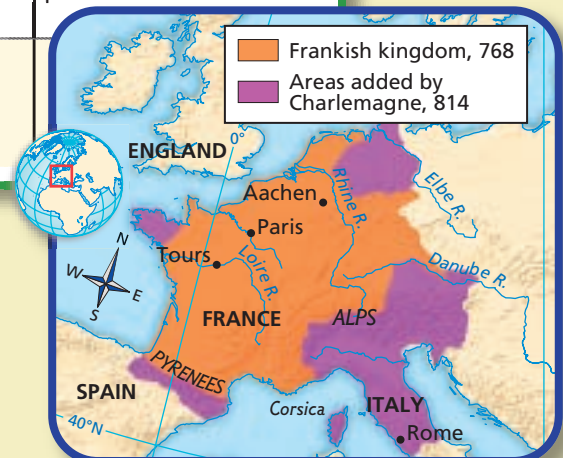 Frankish kingdom, 768
Areas added by
Charlemagne, 814
0°
ENGLAND
Aachen
Rhine R.
Elbe R.
Paris
Tours
Loire R.
Danube R.
N
W
E
S
FRANCE
ALPS
PYRENEES
SPAIN
Corsica
ITALY
40°N
Rome